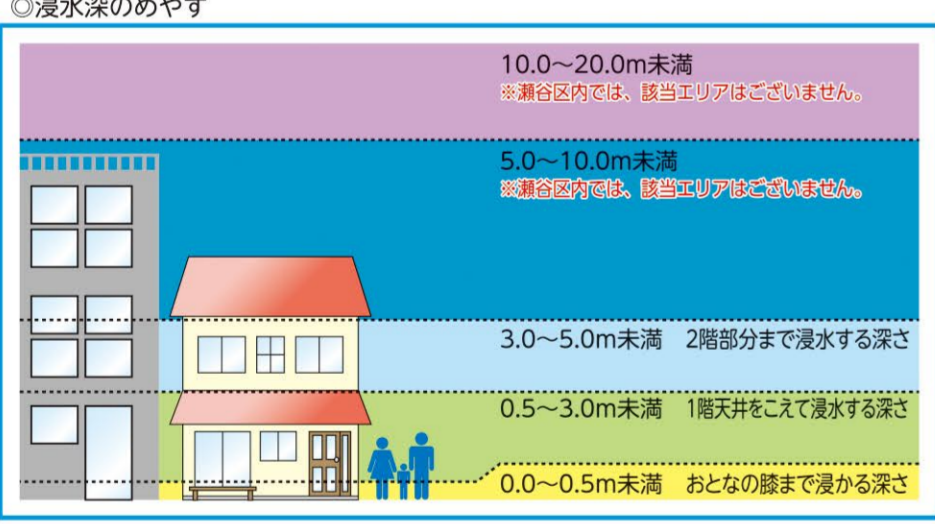 ◎浸水深のめやす
10.0～20.0m未満
※瀬谷区内では、該当エリアはございません。
5.0～10.0m未満
※瀬谷区内では、該当エリアはございません。
3.0～5.0m未満 2階部分まで浸水する深さ
0.5～3.0m未満 1階天井をこえて浸水する深さ
0.0～0.5m未満 おとなの膝まで浸かる深さ